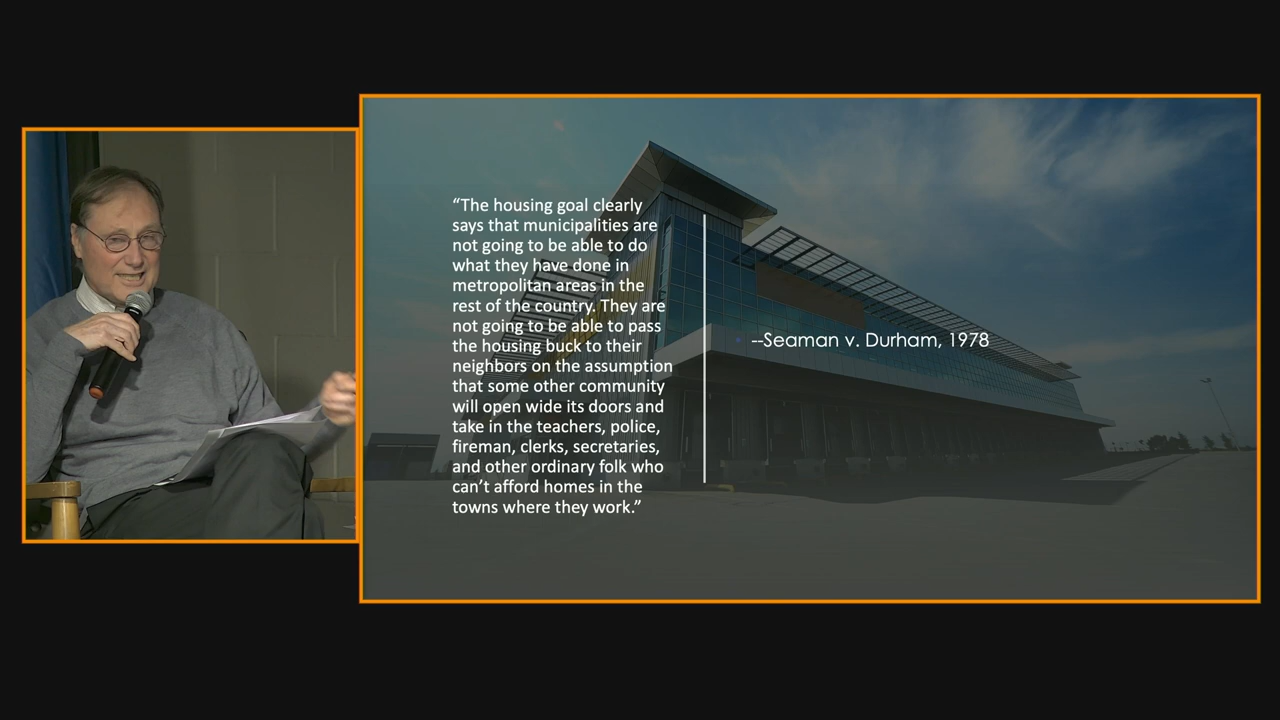 “The housing goal clearly
says that municipalities are
not going to be able to do
what they have done in
metropolitan areas in the
rest of the country. They are
not going to be able to pass
the housing buck to their
neighbors on the assumption
that some other community
will open wide its doors and
take in the teachers, police,
fireman, clerks, secretaries,
and other ordinary folk who
can’t afford homes in the
towns where they work.”
--Seaman v. Durham, 1978